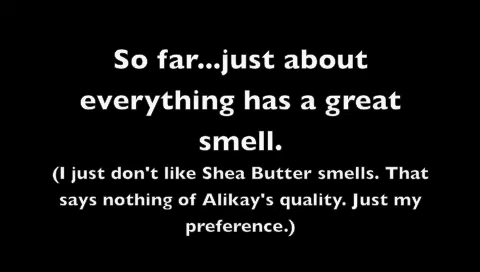 So far...just about
everything has a great
smell.
(I just don't like Shea Butter smells. That
says nothing of Alikay's quality. Just my
preference.)